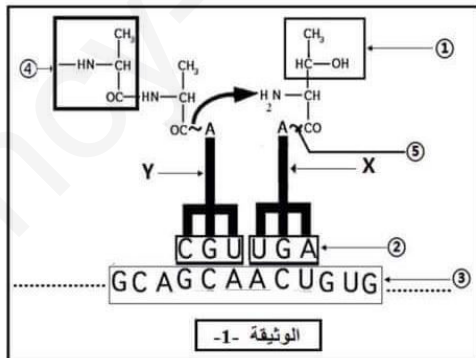 CH₃
①
④
HN—CH
CH₃
CH₃
HC—OH
OC—HN—CH
H₂N—CH
OC~A
A~CO
⑤
Y
X
CGU UGA
②
GCAGCAACUGUG
③
الوثيقة -1-